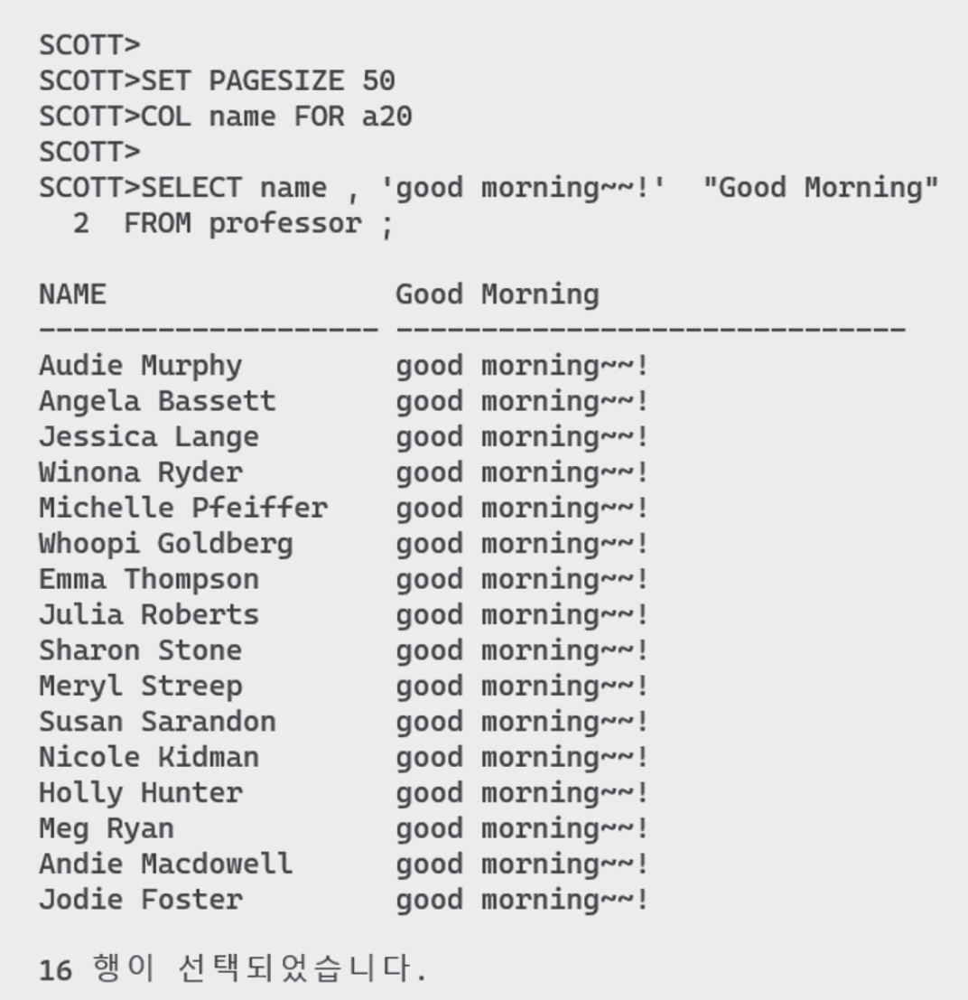 SCOTT>
SCOTT>SET PAGESIZE 50
SCOTT>COL name FOR a20
SCOTT>
SCOTT>SELECT name , 'good morning~~!'  "Good Morning"
  2  FROM professor ;

NAME                 Good Morning
-------------------- ------------------------------
Audie Murphy         good morning~~!
Angela Bassett       good morning~~!
Jessica Lange        good morning~~!
Winona Ryder         good morning~~!
Michelle Pfeiffer    good morning~~!
Whoopi Goldberg      good morning~~!
Emma Thompson        good morning~~!
Julia Roberts        good morning~~!
Sharon Stone         good morning~~!
Meryl Streep         good morning~~!
Susan Sarandon       good morning~~!
Nicole Kidman        good morning~~!
Holly Hunter         good morning~~!
Meg Ryan             good morning~~!
Andie Macdowell      good morning~~!
Jodie Foster         good morning~~!

16 행이 선택되었습니다.